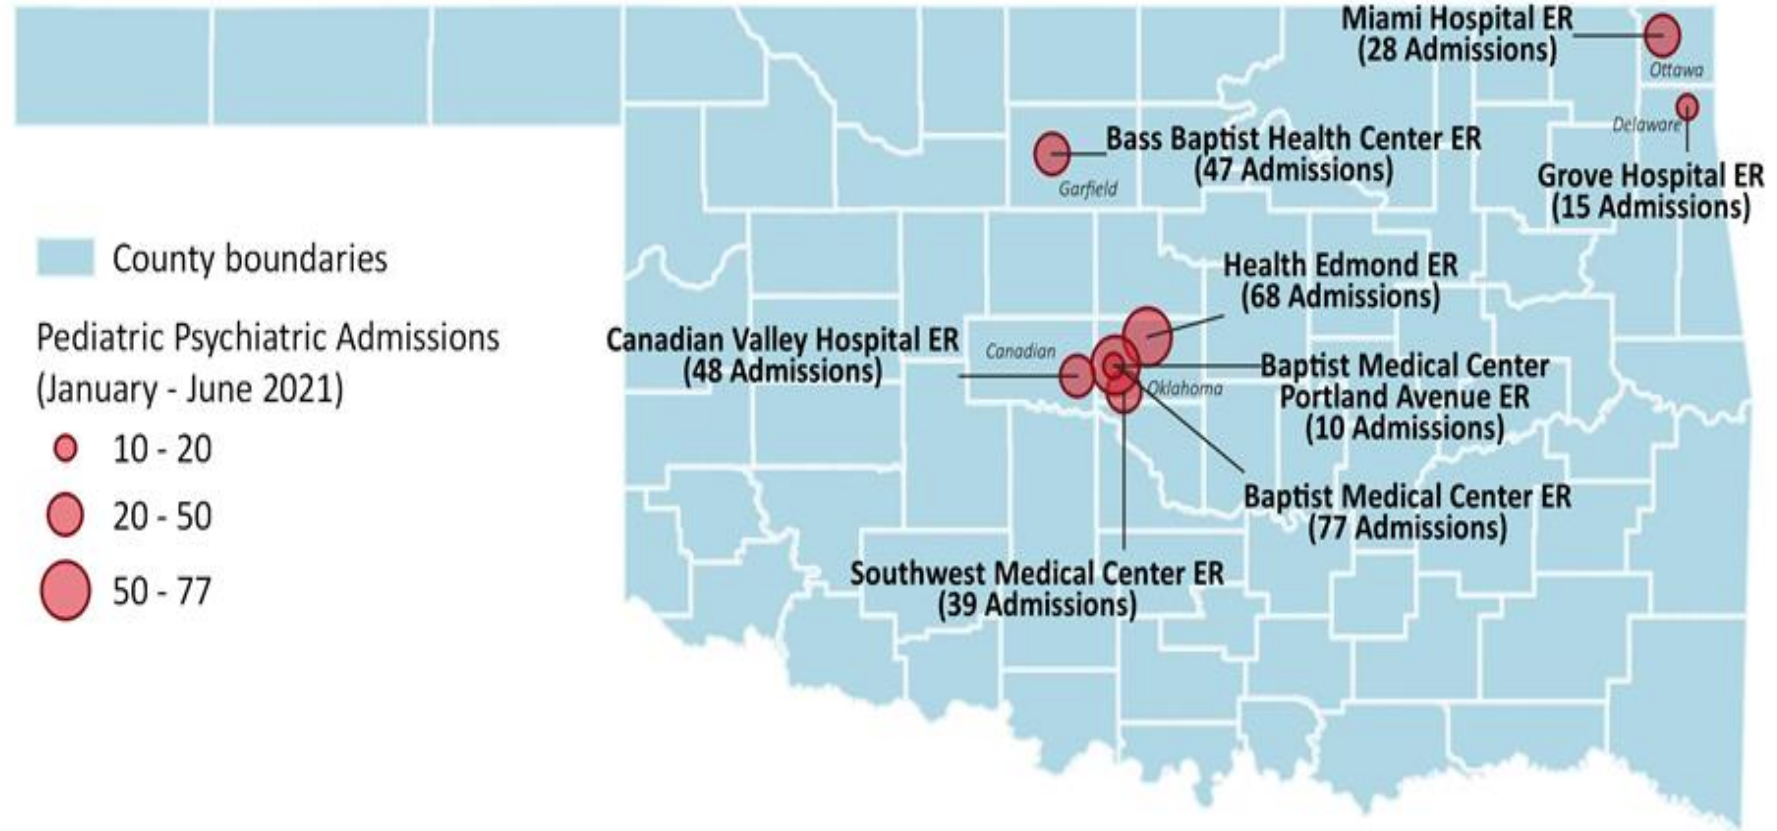 Miami Hospital ER
(28 Admissions)
Ottawa
Delaware
Grove Hospital ER
(15 Admissions)
Bass Baptist Health Center ER
(47 Admissions)
Garfield
County boundaries
Pediatric Psychiatric Admissions
(January - June 2021)
10 - 20
20 - 50
50 - 77
Health Edmond ER
(68 Admissions)
Canadian Valley Hospital ER
(48 Admissions)
Canadian
Oklahoma
Baptist Medical Center
Portland Avenue ER
(10 Admissions)
Baptist Medical Center ER
(77 Admissions)
Southwest Medical Center ER
(39 Admissions)